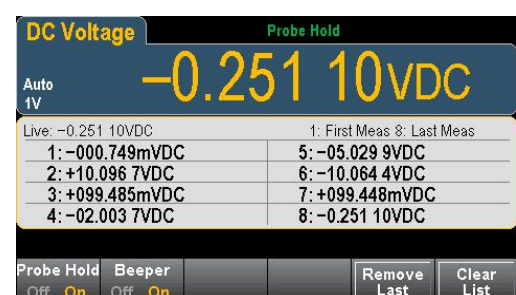 DC Voltage
Probe Hold
Auto
1V
−0.251 10VDC
Live: −0.251 10VDC
1: First Meas 8: Last Meas
1: −000.749mVDC
2: +10.096 7VDC
3: +099.485mVDC
4: −02.003 7VDC
5: −05.029 9VDC
6: −10.064 4VDC
7: +099.448mVDC
8: −0.251 10VDC
Probe Hold
Off On
Beeper
Off On
Remove
Last
Clear
List